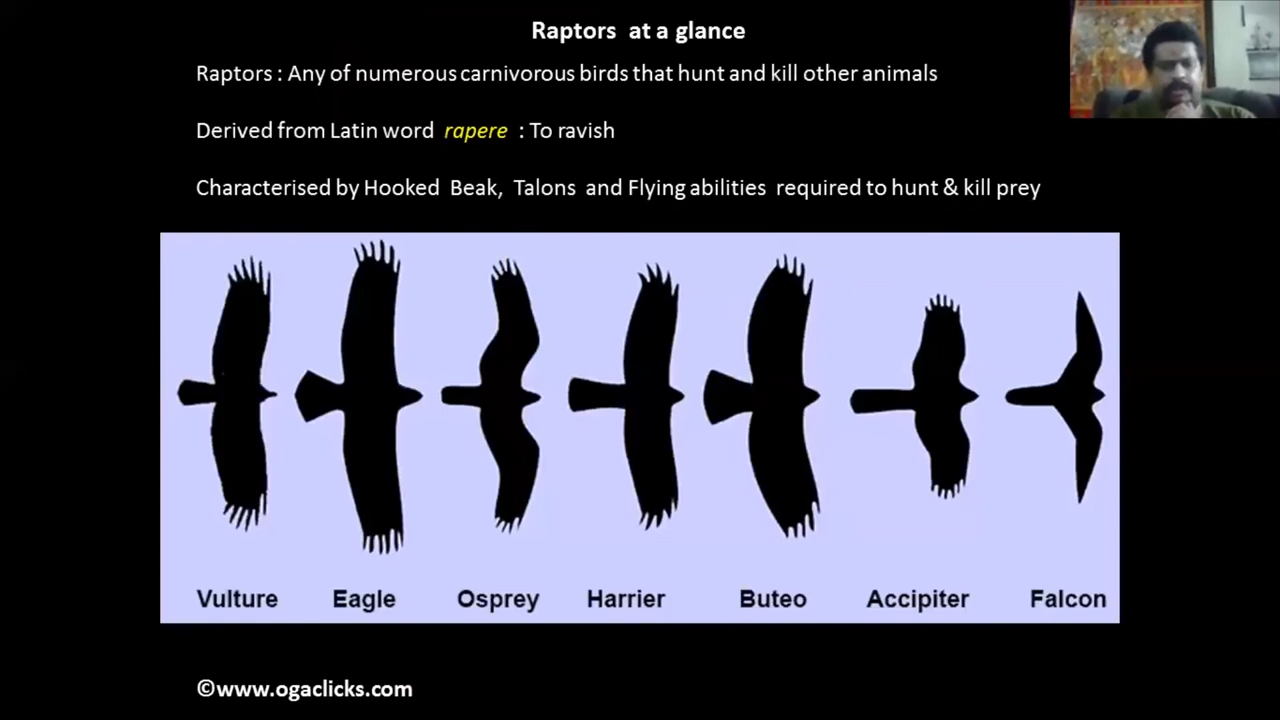 Raptors at a glance
Raptors : Any of numerous carnivorous birds that hunt and kill other animals
Derived from Latin word rapere : To ravish
Characterised by Hooked Beak, Talons and Flying abilities required to hunt & kill prey
Vulture Eagle Osprey Harrier Buteo Accipiter Falcon
©www.ogaclicks.com